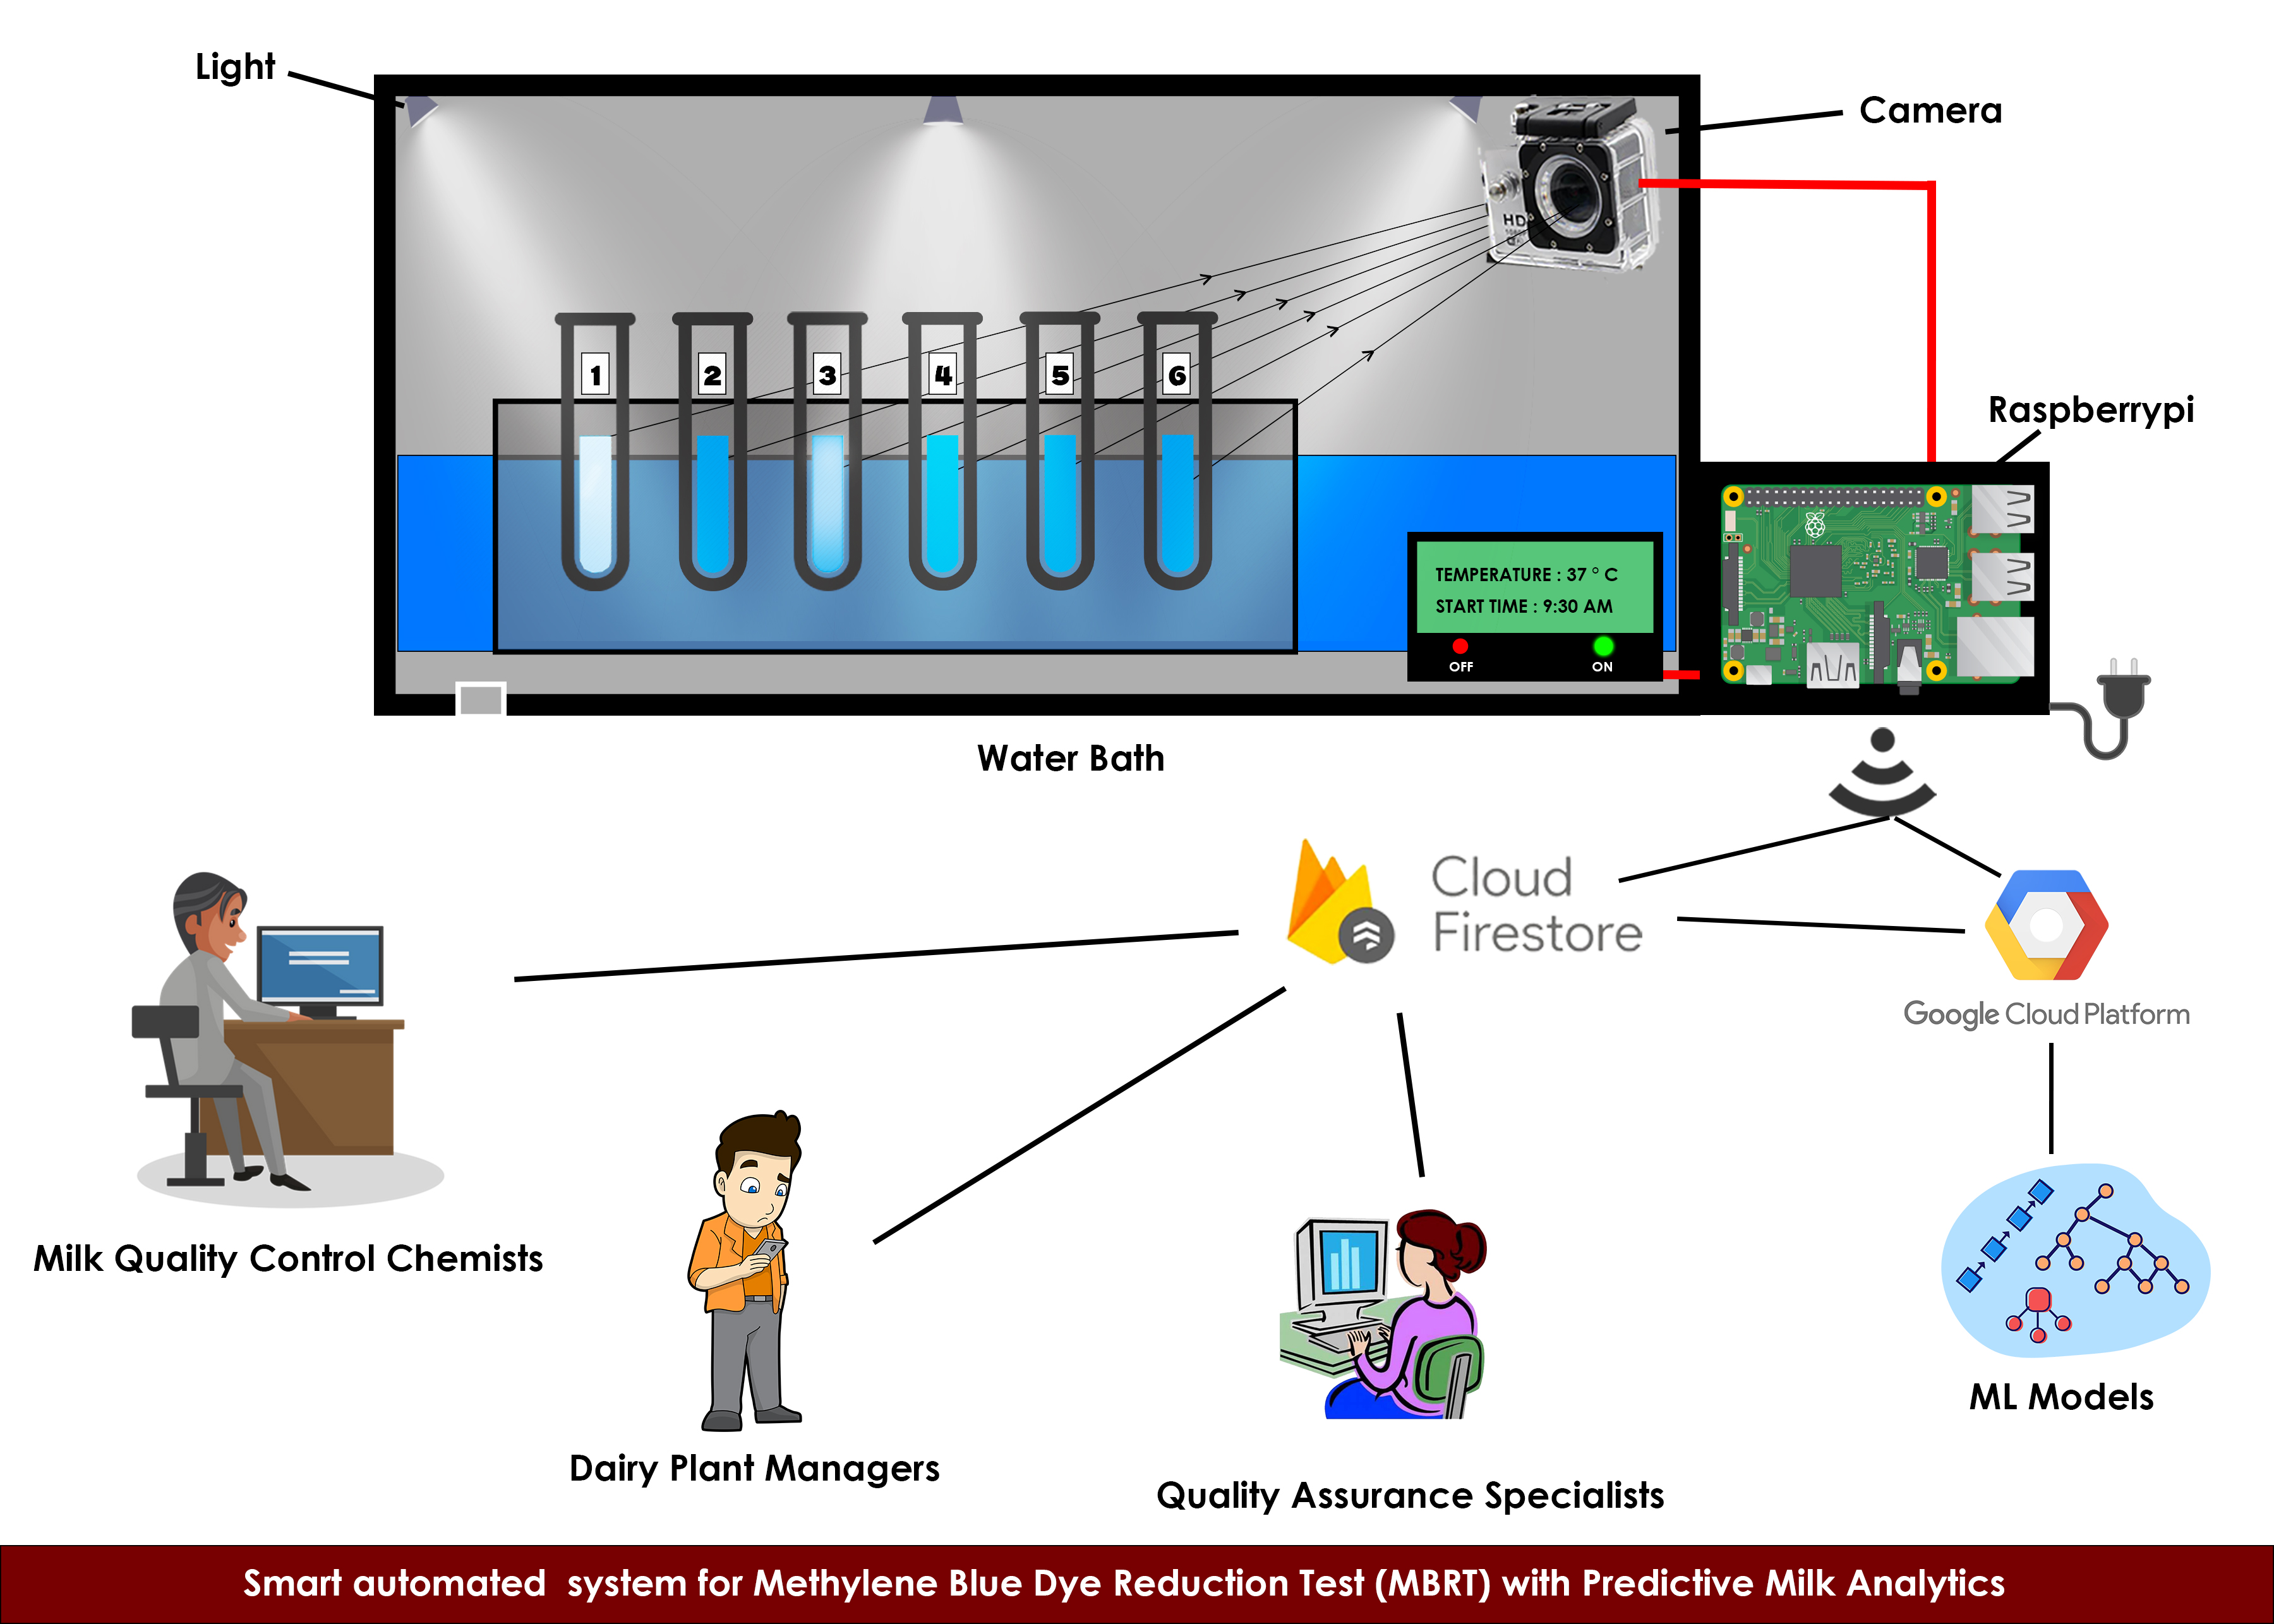 Light
Camera
HD
Raspberrypi
1
2
3
4
5
6
TEMPERATURE : 37 ° C
START TIME : 9:30 AM
OFF
ON
Water Bath
Cloud
Firestore
Google Cloud Platform
Milk Quality Control Chemists
ML Models
Dairy Plant Managers
Quality Assurance Specialists
Smart automated system for Methylene Blue Dye Reduction Test (MBRT) with Predictive Milk Analytics